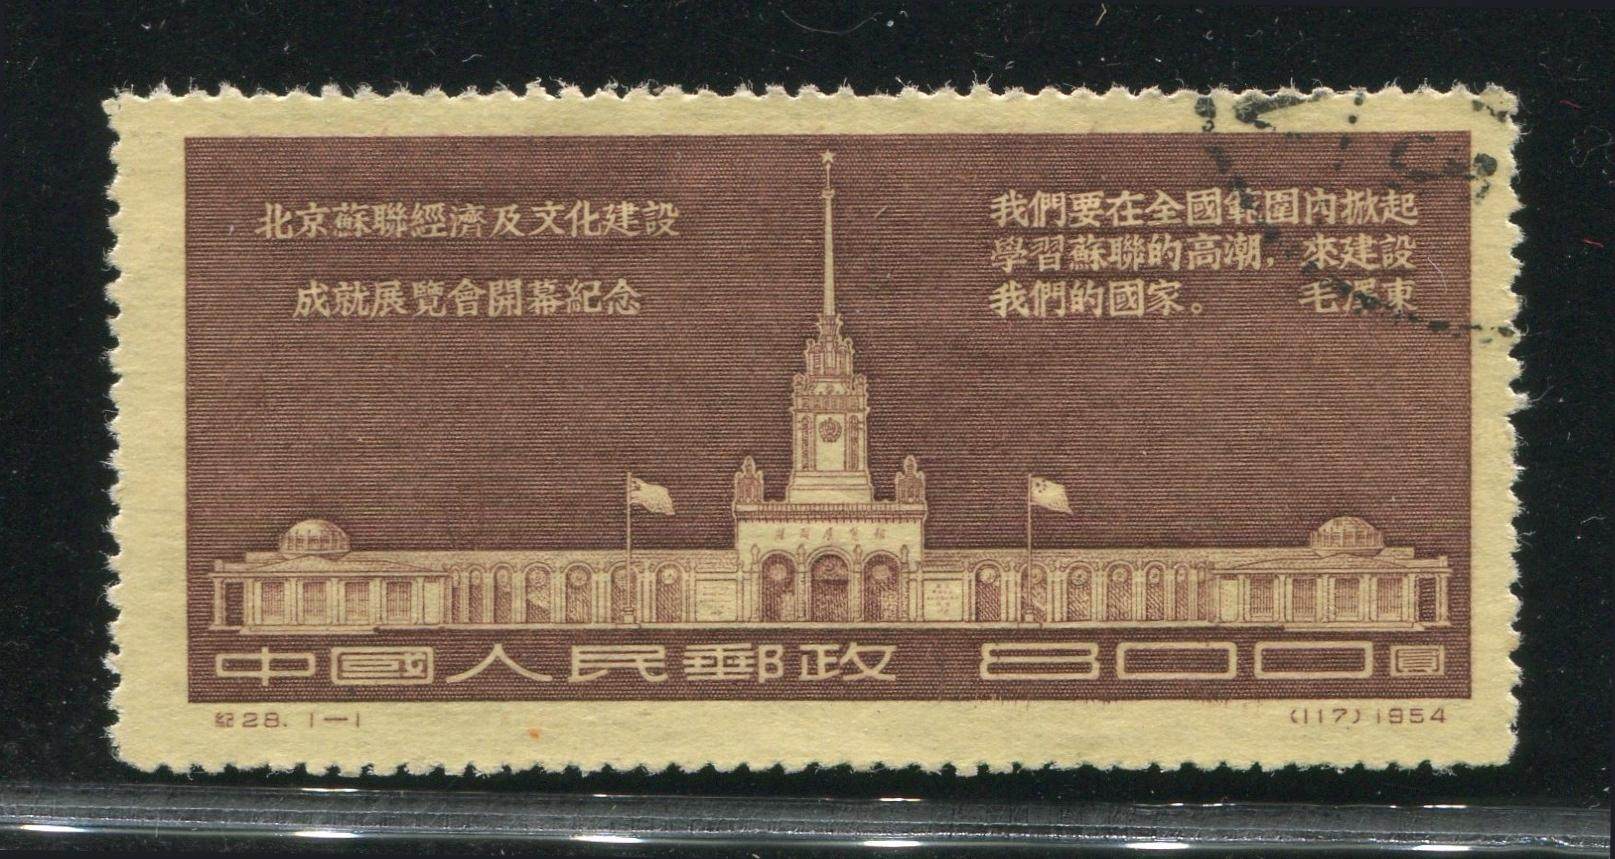 北京蘇聯經濟及文化建設
成就展覽會開幕紀念
我們要在全國範圍內掀起
學習蘇聯的高潮，來建設
我們的國家。 毛澤東
中國人民郵政 800圓
紀28. 1—1
(117) 1954